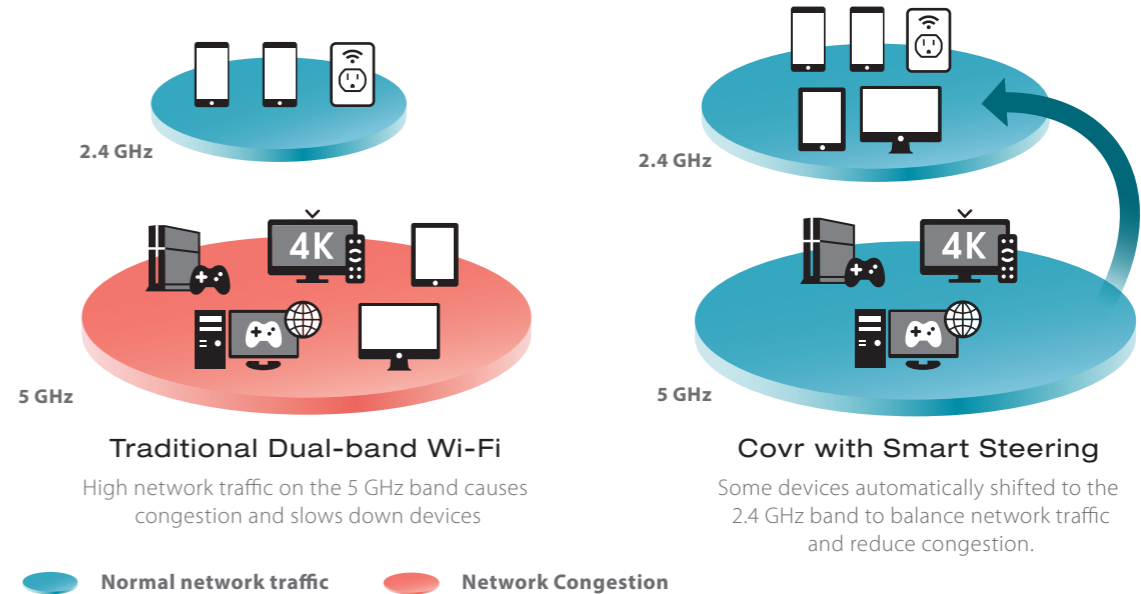 2.4 GHz
4K
5 GHz
Traditional Dual-band Wi-Fi
High network traffic on the 5 GHz band causes
congestion and slows down devices
2.4 GHz
4K
5 GHz
Covr with Smart Steering
Some devices automatically shifted to the
2.4 GHz band to balance network traffic
and reduce congestion.
Normal network traffic
Network Congestion